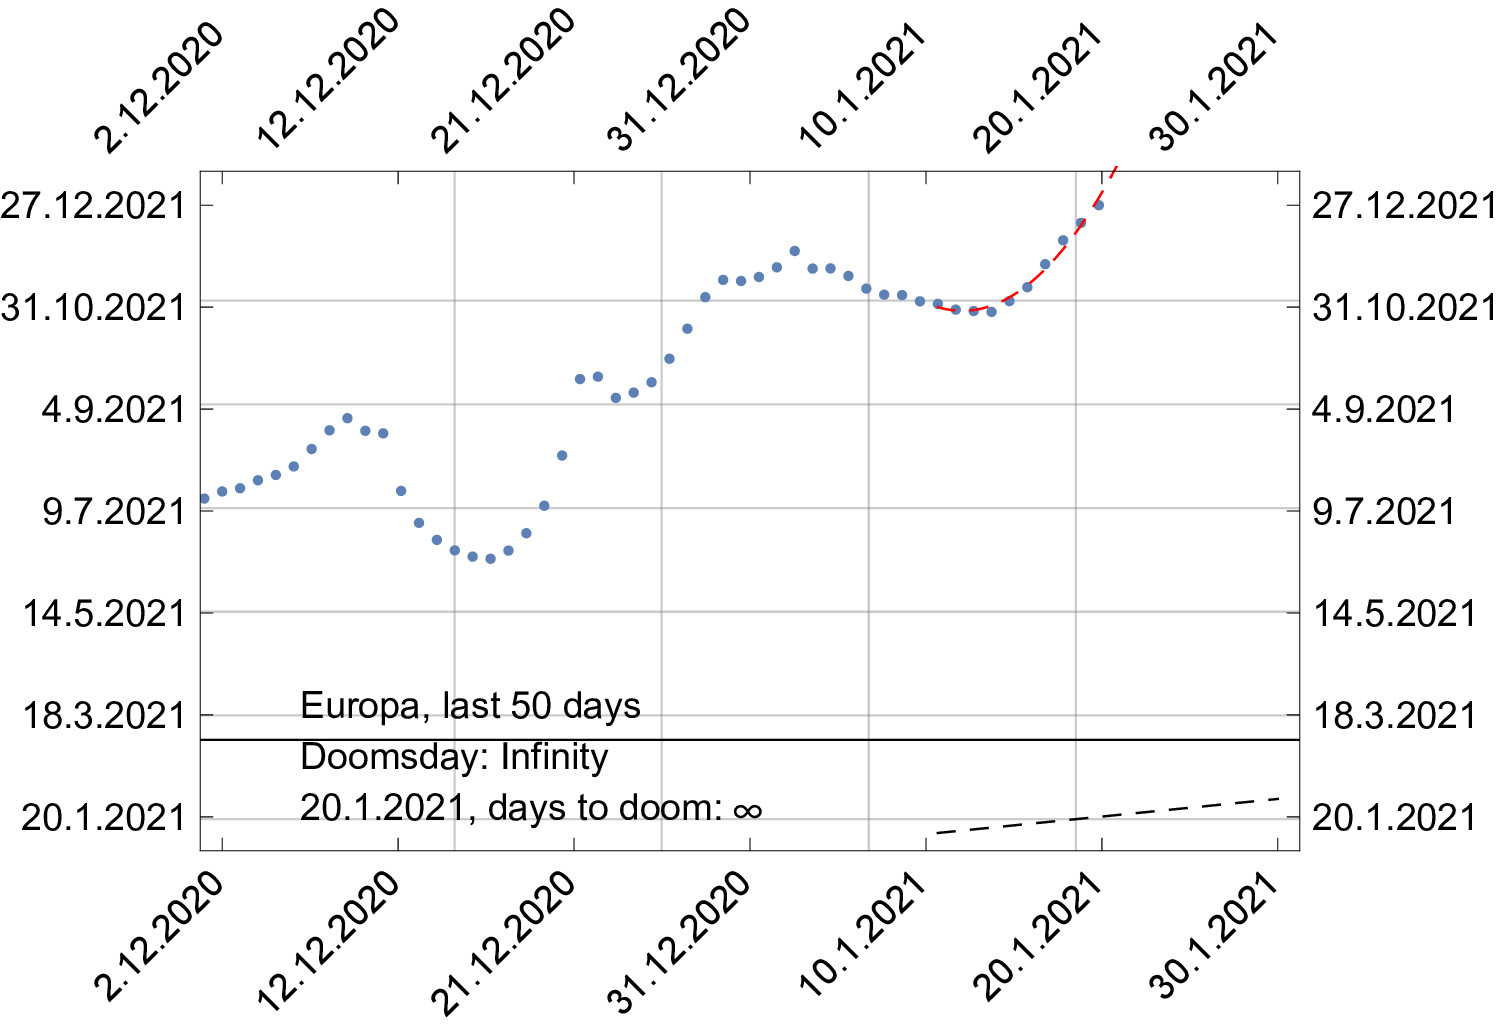 2.12.2020 12.12.2020 21.12.2020 31.12.2020 10.1.2021 20.1.2021 30.1.2021
27.12.2021 27.12.2021
31.10.2021 31.10.2021
4.9.2021 4.9.2021
9.7.2021 9.7.2021
14.5.2021 14.5.2021
18.3.2021 18.3.2021
Europa, last 50 days
Doomsday: Infinity
20.1.2021, days to doom: ∞
20.1.2021 20.1.2021
2.12.2020 12.12.2020 21.12.2020 31.12.2020 10.1.2021 20.1.2021 30.1.2021